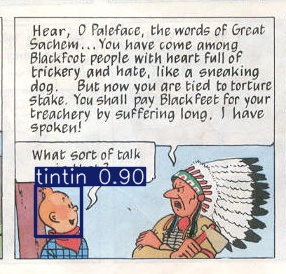 Hear, O Paleface, the words of Great
Sachem... You have come among
Blackfoot people with heart full of
trickery and hate, like a sneaking
dog. But now you are tied to torture
stake. You shall pay Blackfeet for your
treachery by suffering long. I have
spoken!
What sort of talk
tintin 0.90